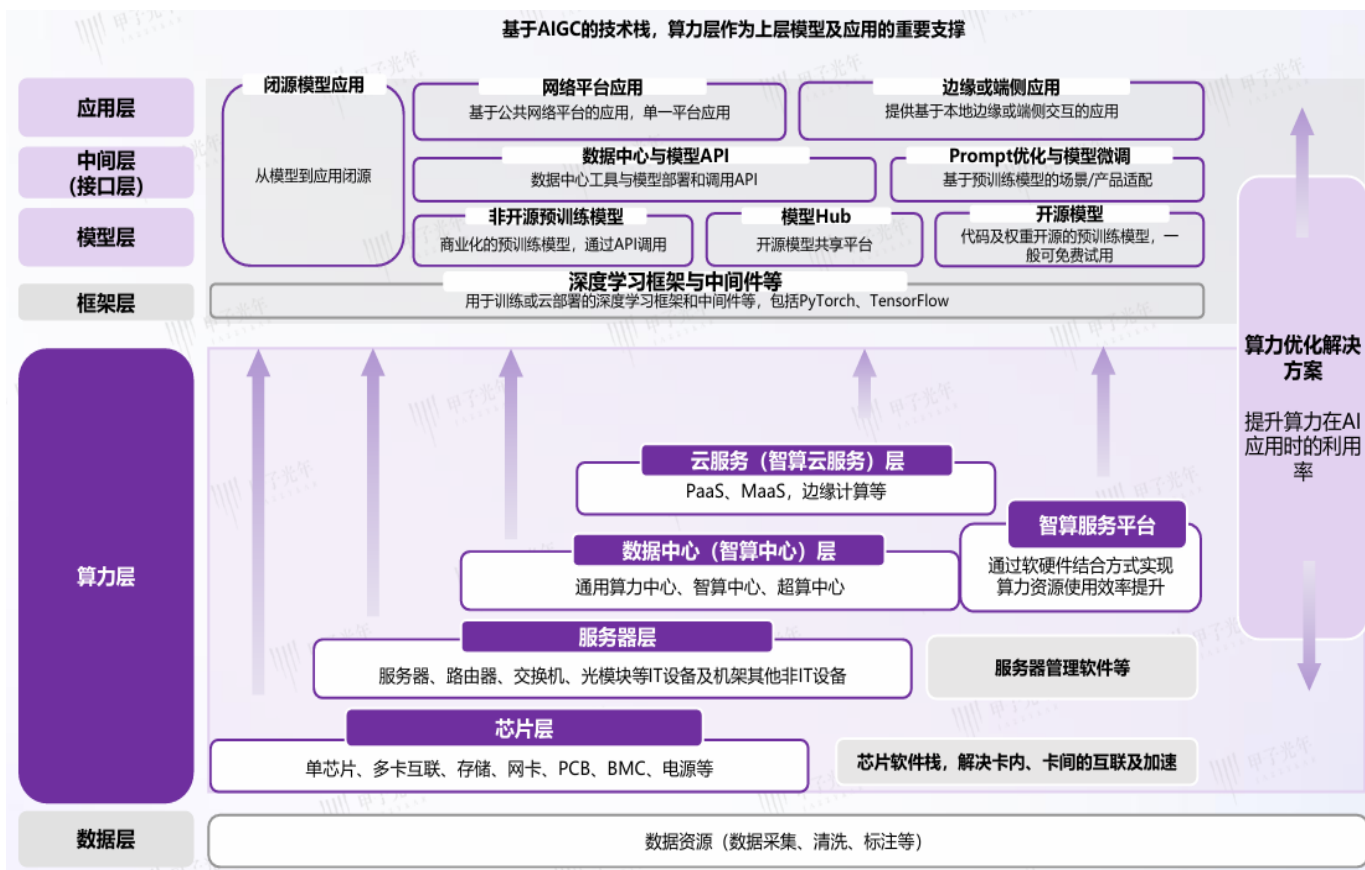 基于AIGC的技术栈，算力层作为上层模型及应用的重要支撑
应用层
中间层
(接口层)
模型层
框架层
算力层
数据层
闭源模型应用
从模型到应用闭源
网络平台应用
基于公共网络平台的应用，单一平台应用
边缘或端侧应用
提供基于本地边缘或端侧交互的应用
数据中心与模型API
数据中心工具与模型部署和调用API
Prompt优化与模型微调
基于预训练模型的场景/产品适配
非开源预训练模型
商业化的预训练模型，通过API调用
模型Hub
开源模型共享平台
开源模型
代码及权重开源的预训练模型，一
般可免费试用
深度学习框架与中间件等
用于训练或云部署的深度学习框架和中间件等，包括PyTorch、TensorFlow
算力优化解决
方案
提升算力在AI
应用时的利用
率
云服务（智算云服务）层
PaaS、MaaS，边缘计算等
智算服务平台
通过软硬件结合方式实现
算力资源使用效率提升
数据中心（智算中心）层
通用算力中心、智算中心、超算中心
服务器层
服务器、路由器、交换机、光模块等IT设备及机架其他非IT设备
服务器管理软件等
芯片层
单芯片、多卡互联、存储、网卡、PCB、BMC、电源等
芯片软件栈，解决卡内、卡间的互联及加速
数据资源（数据采集、清洗、标注等）
甲子光年